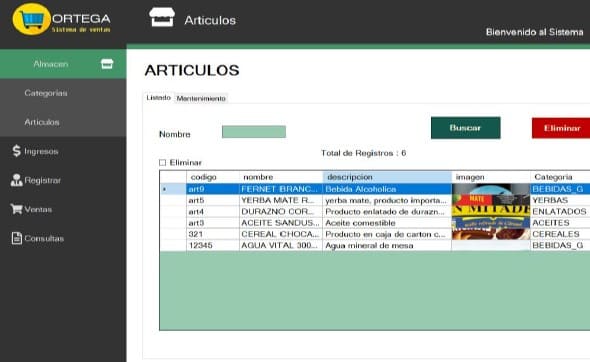 ORTEGA
Sistema de ventas
Articulos
Bienvenido al Sistema
Almacen
Categorias
Articulos
Ingresos
Registrar
Ventas
Consultas
ARTICULOS
Listado Mantenimiento
Nombre Buscar Eliminar
Total de Registros : 6
Eliminar
codigo nombre descripcion imagen Categoria
art9 FERNET BRANC... Bebida Alcoholica BEBIDAS_G
art5 YERBA MATE R... yerba mate, producto importa... MATE YERBAS
art4 DURAZNO COR... Producto enlatado de durazn... N MITADE ENLATADOS
art3 ACEITE SANDUS... Aceite comestible ACEITES
321 CEREAL CHOCA... Producto en caja de carton c... CEREALES
12345 AGUA VITAL 300... Agua mineral de mesa BEBIDAS_G